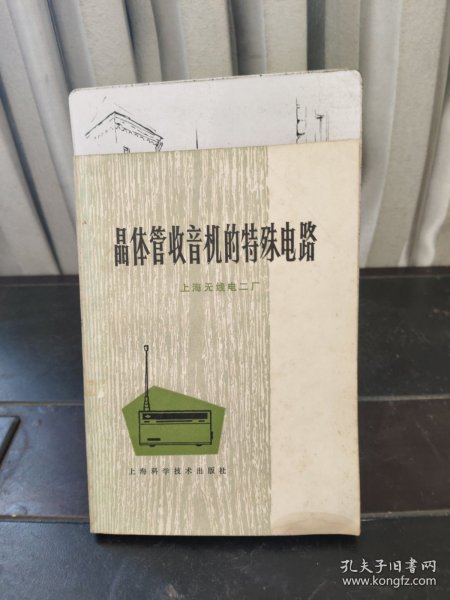 晶体管收音机的特殊电路
上海无线电二厂
上海科学技术出版社
孔夫子旧书网
www.kongfz.com